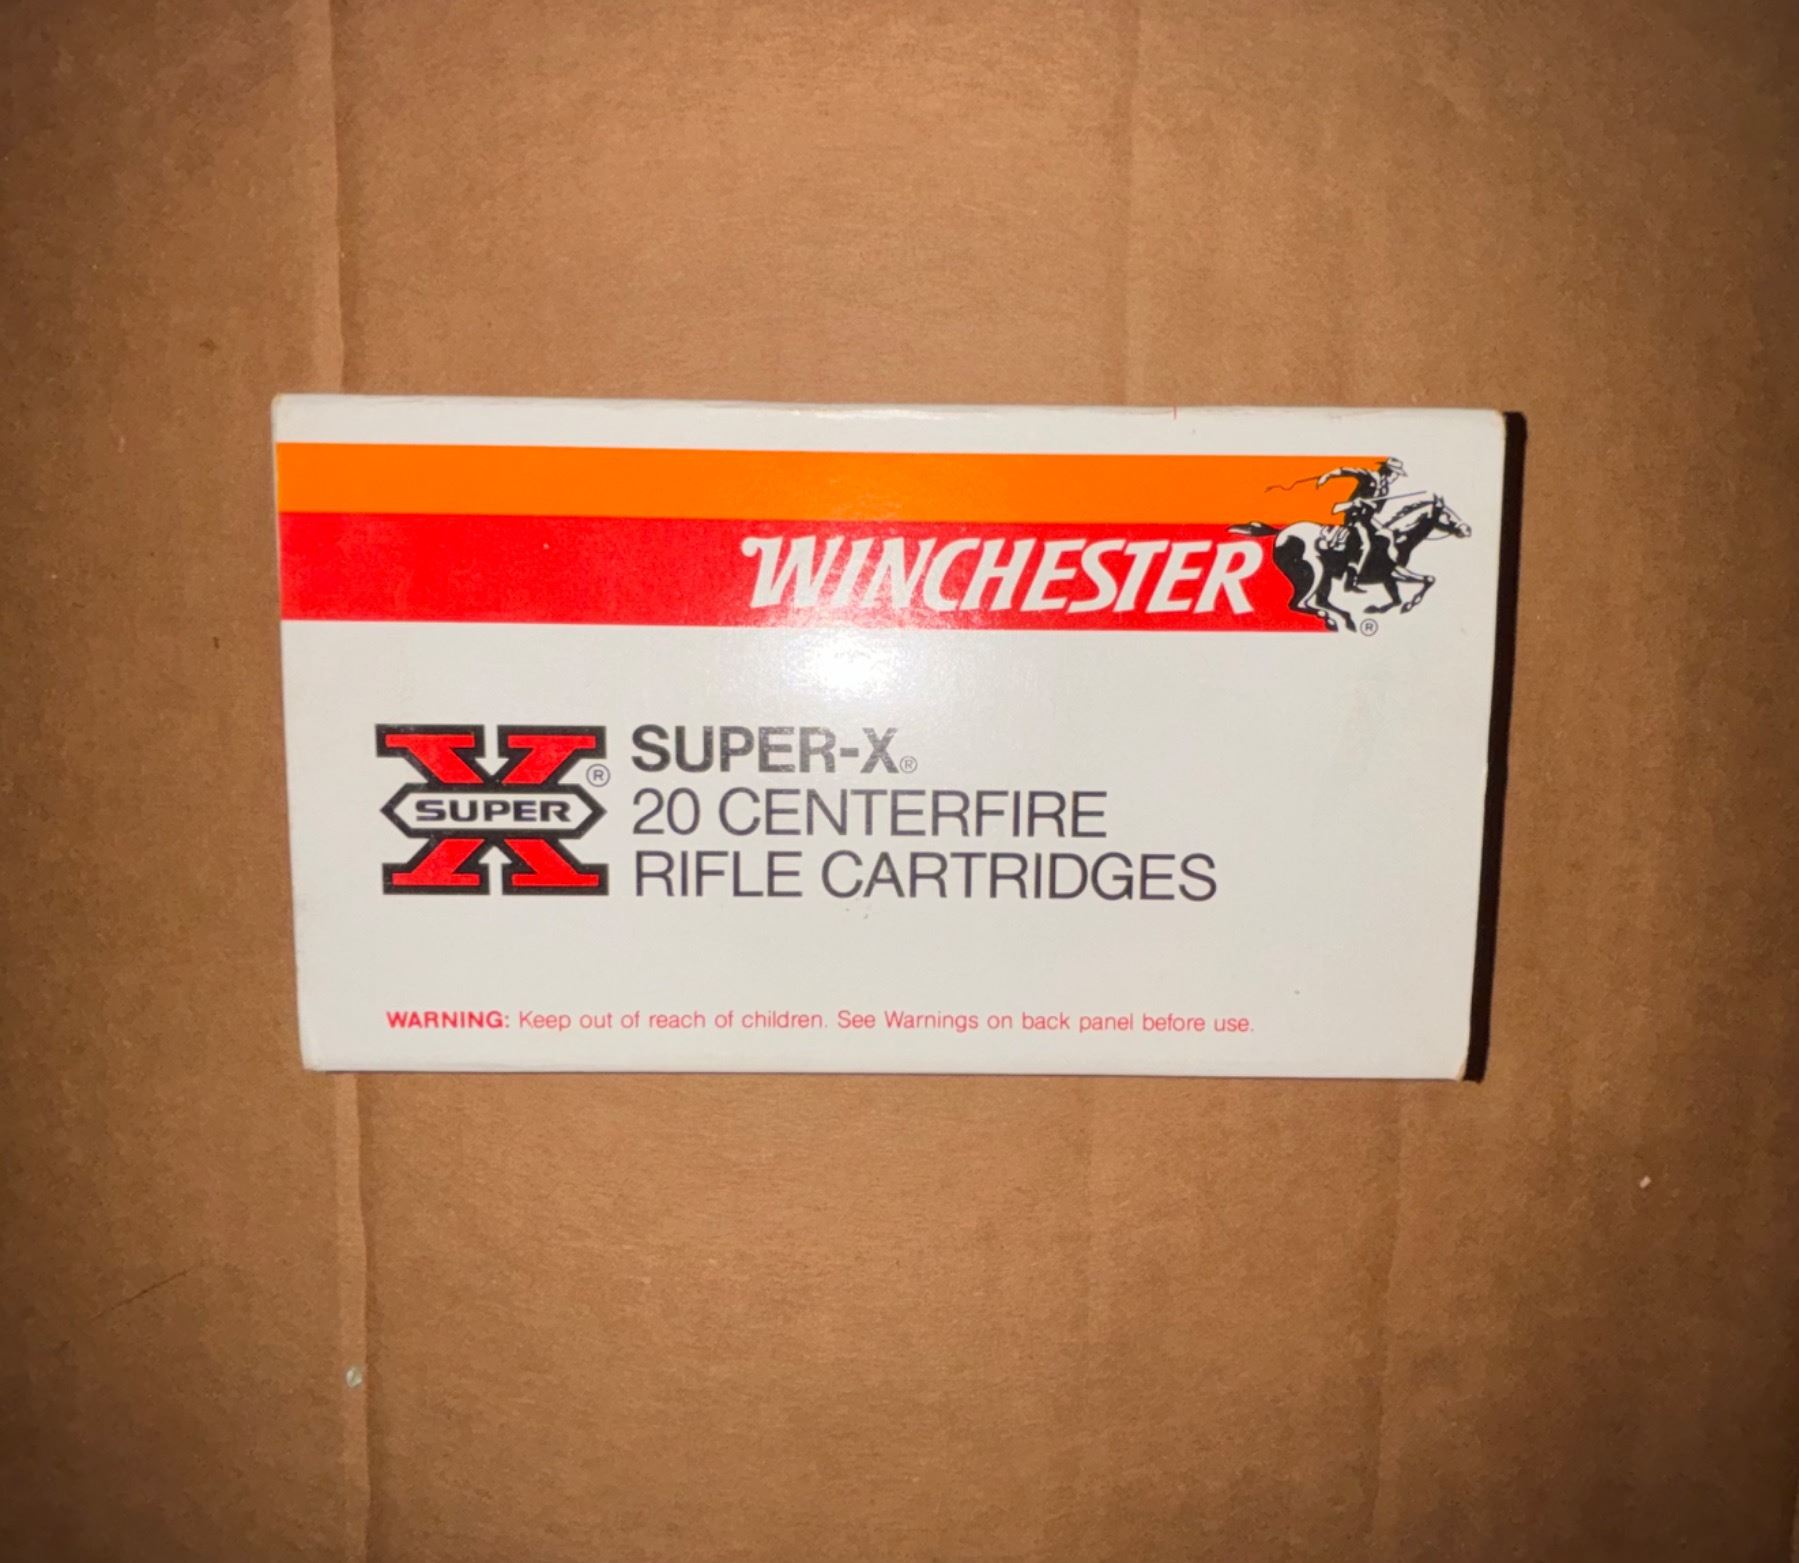 WINCHESTER
®
SUPER ®
SUPER-X®
20 CENTERFIRE
RIFLE CARTRIDGES
WARNING: Keep out of reach of children. See Warnings on back panel before use.